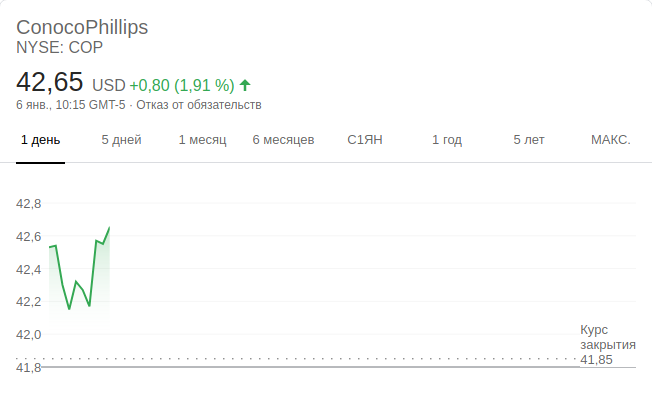 ConocoPhillips
NYSE: COP
42,65 USD +0,80 (1,91 %)
6 янв., 10:15 GMT-5 · Отказ от обязательств
1 день 5 дней 1 месяц 6 месяцев С1ЯН 1 год 5 лет МАКС.
42,8
42,6
42,4
42,2
42,0
Курс
закрытия
41,85
41,8